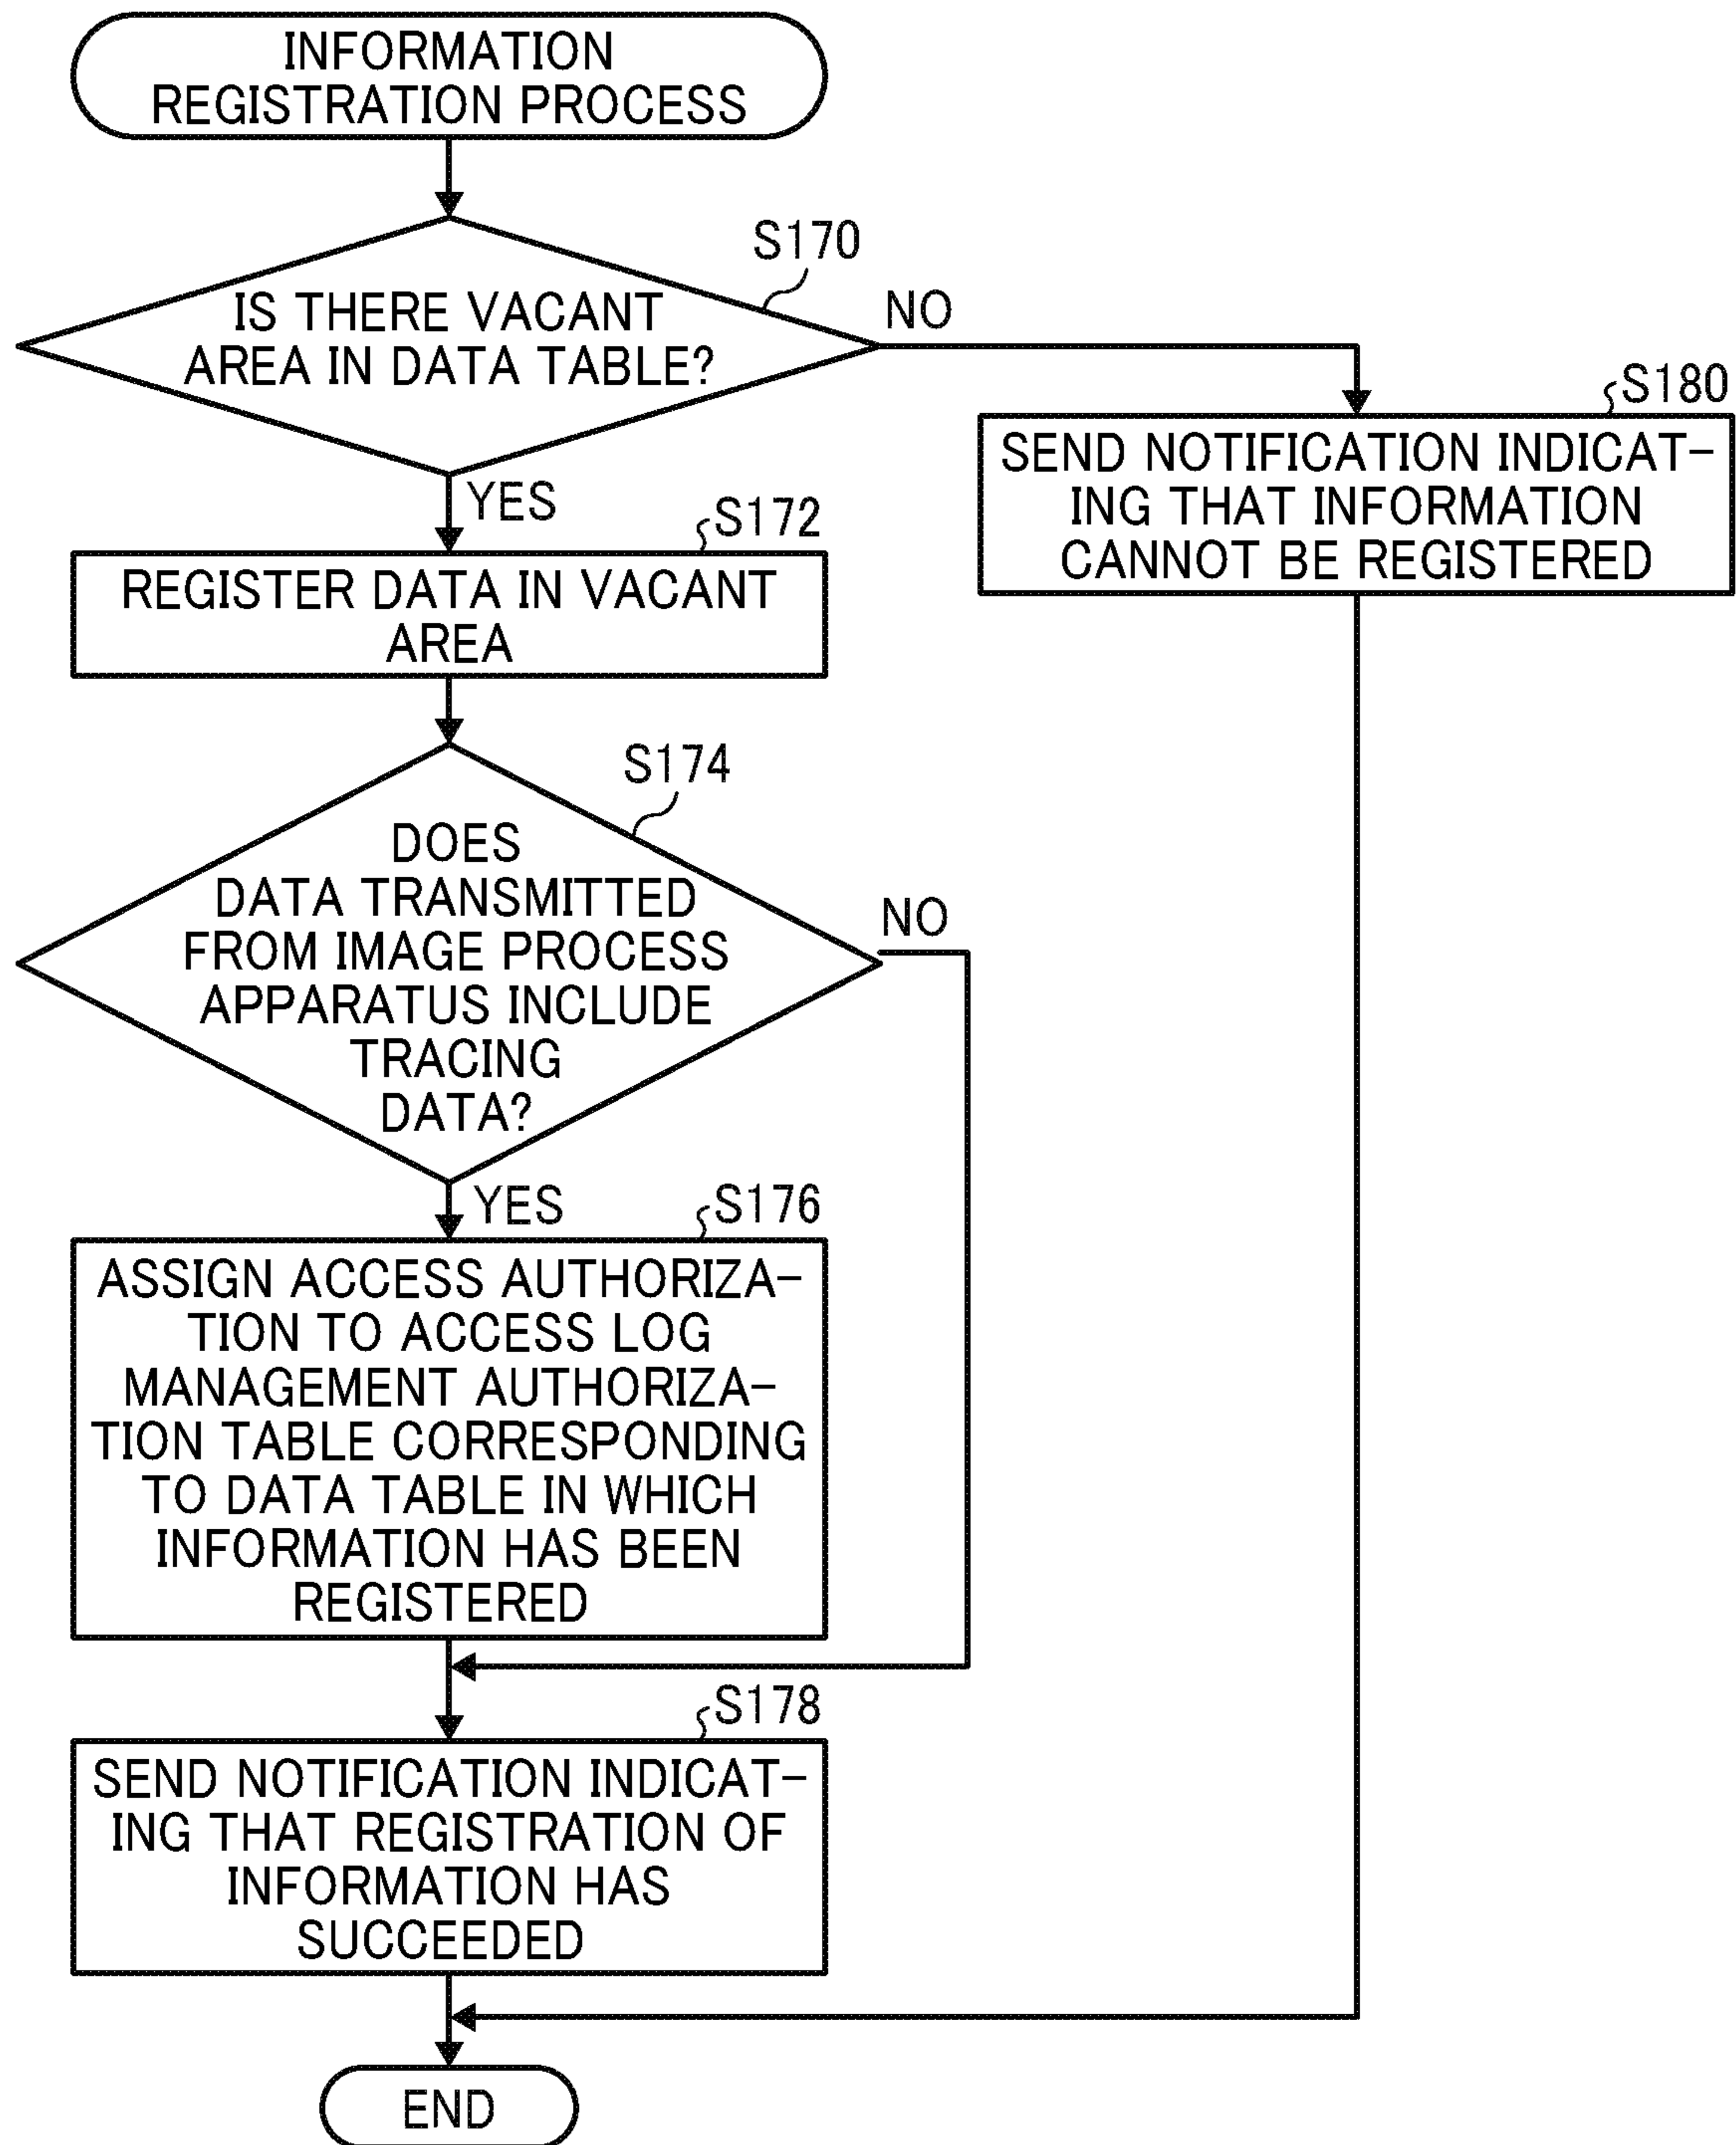 INFORMATION
REGISTRATION PROCESS
S170
IS THERE VACANT
AREA IN DATA TABLE?
NO
YES
S180
SEND NOTIFICATION INDICAT-
ING THAT INFORMATION
CANNOT BE REGISTERED
S172
REGISTER DATA IN VACANT
AREA
S174
DOES
DATA TRANSMITTED
FROM IMAGE PROCESS
APPARATUS INCLUDE
TRACING
DATA?
NO
YES
S176
ASSIGN ACCESS AUTHORIZA-
TION TO ACCESS LOG
MANAGEMENT AUTHORIZA-
TION TABLE CORRESPONDING
TO DATA TABLE IN WHICH
INFORMATION HAS BEEN
REGISTERED
S178
SEND NOTIFICATION INDICAT-
ING THAT REGISTRATION OF
INFORMATION HAS
SUCCEEDED
END